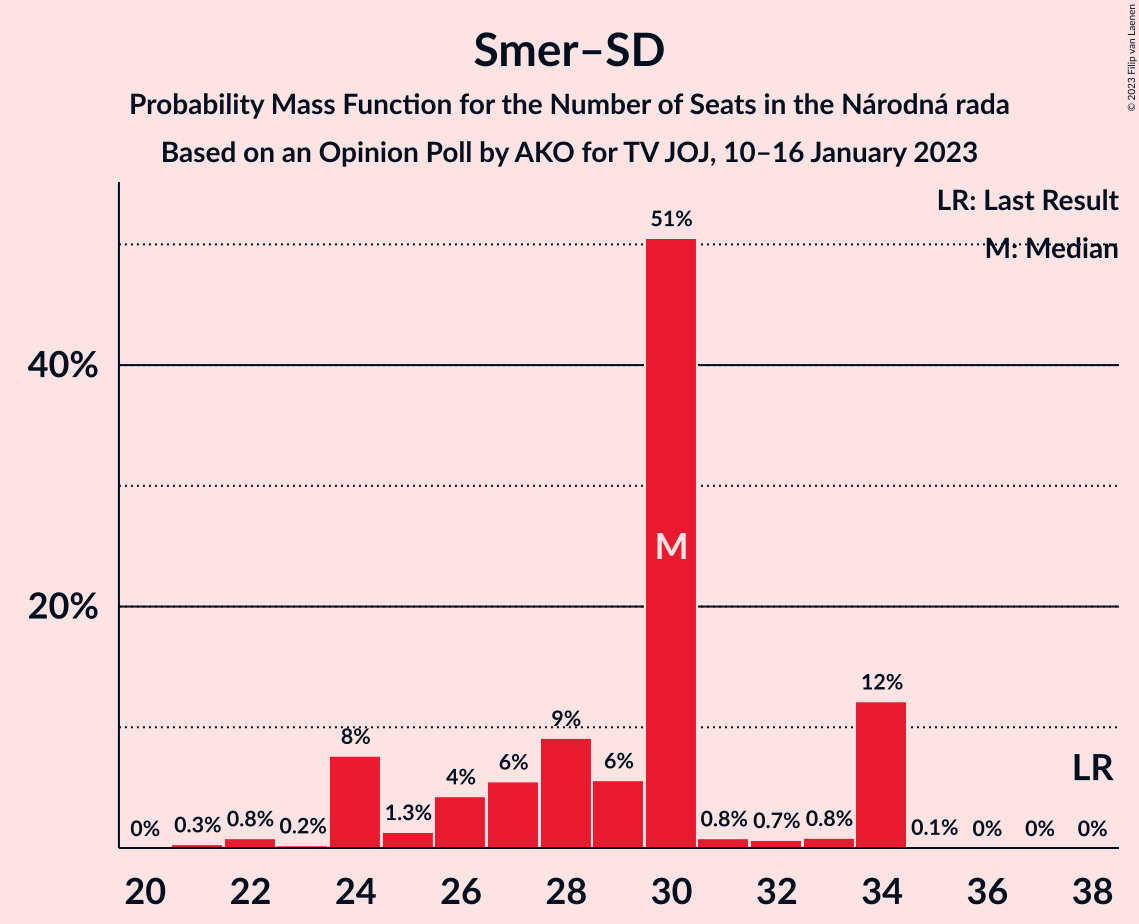 © 2023 Filip van Laenen
Smer–SD
Probability Mass Function for the Number of Seats in the Národná rada
Based on an Opinion Poll by AKO for TV JOJ, 10–16 January 2023
LR: Last Result
M: Median
51%
40%
M
20%
12%
9%
8%
6%
6%
4%
LR
0% 0.3% 0.8% 0.2% 1.3% 0.8% 0.7% 0.8% 0.1% 0% 0% 0%
20 22 24 26 28 30 32 34 36 38